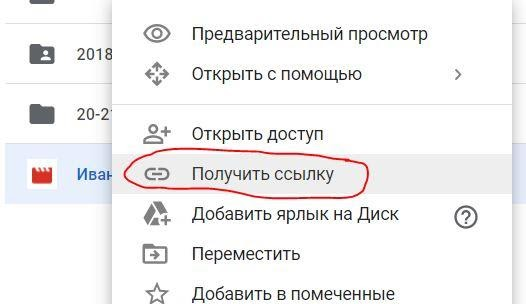 Предварительный просмотр
2018
Открыть с помощью
20-21
Открыть доступ
Иван
Получить ссылку
Добавить ярлык на Диск
Переместить
Добавить в помеченные